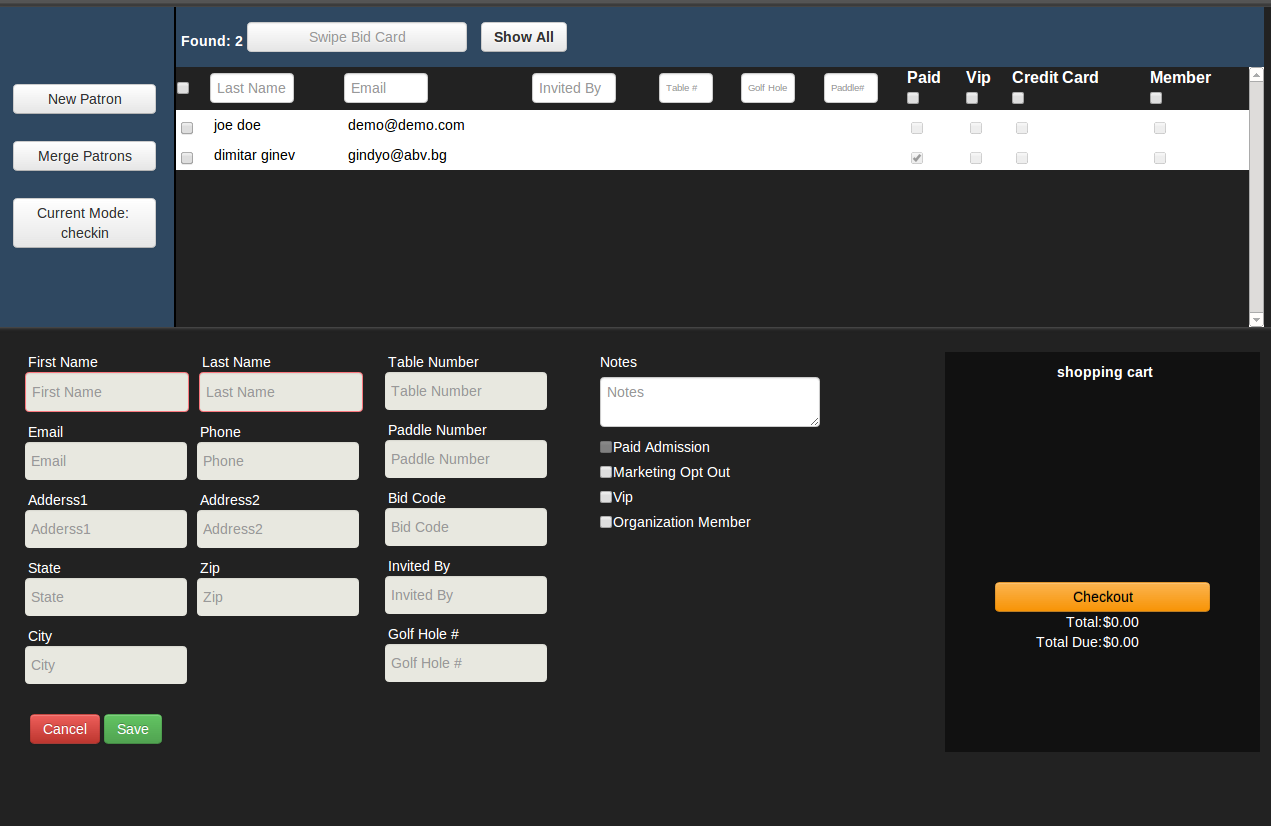 Found: 2 Swipe Bid Card Show All
New Patron
Merge Patrons
Current Mode:
checkin
Last Name Email Invited By Table # Golf Hole Paddle# Paid Vip Credit Card Member
joe doe demo@demo.com
dimitar ginev gindyo@abv.bg
First Name Last Name Table Number Notes
First Name Last Name Table Number Notes
Email Phone Paddle Number
Email Phone Paddle Number
Adderss1 Address2 Bid Code
Adderss1 Address2 Bid Code
State Zip Invited By
State Zip Invited By
City Golf Hole #
City Golf Hole #
Paid Admission
Marketing Opt Out
Vip
Organization Member
Cancel Save
shopping cart
Checkout
Total:$0.00
Total Due:$0.00